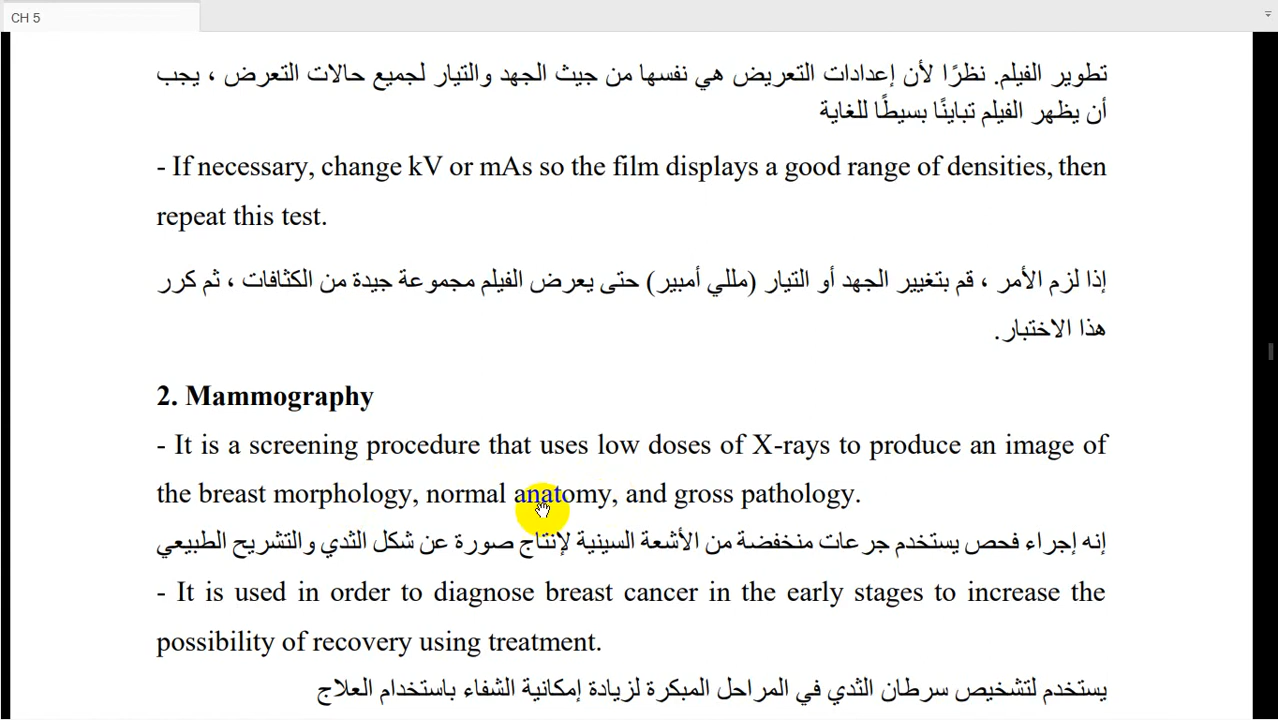 CH 5
تطوير الفيلم. نظرًا لأن إعدادات التعريض هي نفسها من جيث الجهد والتيار لجميع حالات التعرض ، يجب
أن يظهر الفيلم تباينًا بسيطًا للغاية
- If necessary, change kV or mAs so the film displays a good range of densities, then
repeat this test.
إذا لزم الأمر ، قم بتغيير الجهد أو التيار (مللي أمبير) حتى يعرض الفيلم مجموعة جيدة من الكثافات ، ثم كرر
هذا الاختبار.
2. Mammography
- It is a screening procedure that uses low doses of X-rays to produce an image of
the breast morphology, normal anatomy, and gross pathology.
إنه إجراء فحص يستخدم جرعات منخفضة من الأشعة السينية لإنتاج صورة عن شكل الثدي والتشريح الطبيعي
- It is used in order to diagnose breast cancer in the early stages to increase the
possibility of recovery using treatment.
يستخدم لتشخيص سرطان الثدي في المراحل المبكرة لزيادة إمكانية الشفاء باستخدام العلاج